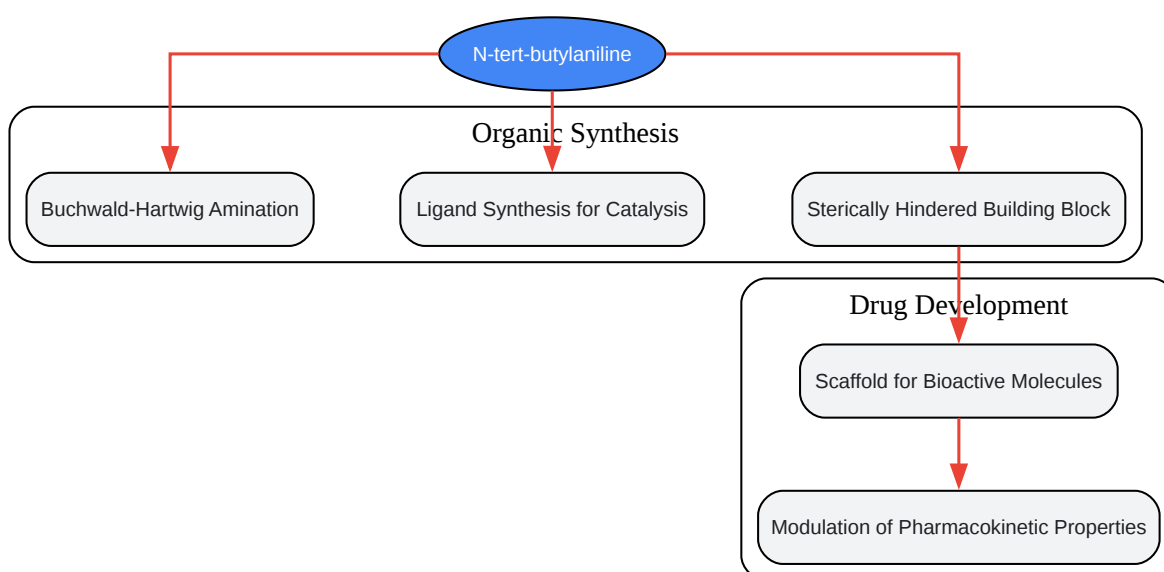 N-tert-butylaniline
Organic Synthesis
Buchwald-Hartwig Amination
Ligand Synthesis for Catalysis
Sterically Hindered Building Block
Drug Development
Scaffold for Bioactive Molecules
Modulation of Pharmacokinetic Properties